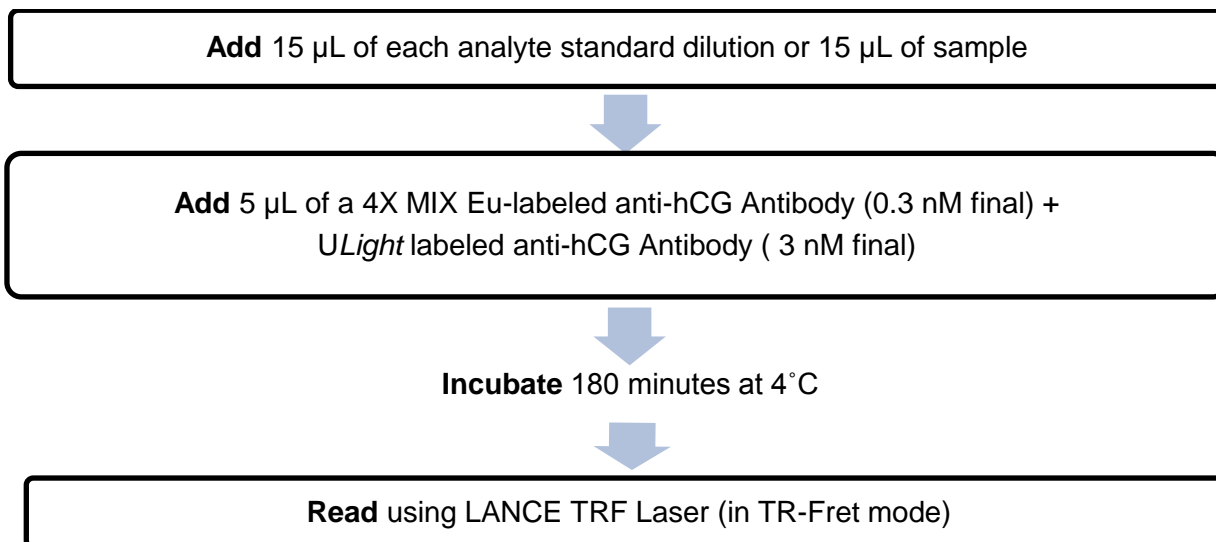 Add 15 µL of each analyte standard dilution or 15 µL of sample
Add 5 µL of a 4X MIX Eu-labeled anti-hCG Antibody (0.3 nM final) +
ULight labeled anti-hCG Antibody ( 3 nM final)
Incubate 180 minutes at 4˚C
Read using LANCE TRF Laser (in TR-Fret mode)